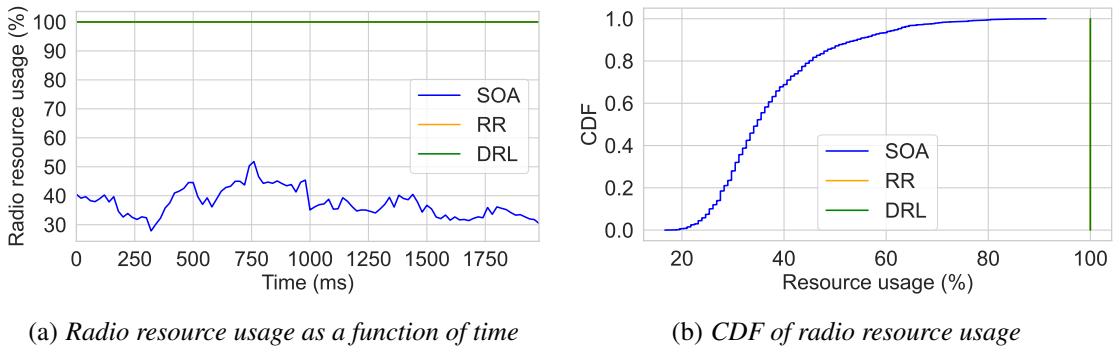 Radio resource usage (%)
100
90
80
70
60
50
40
30
0
250
500
750
1000
1250
1500
1750
Time (ms)
SOA
RR
DRL
(a) Radio resource usage as a function of time
CDF
1.0
0.8
0.6
0.4
0.2
0.0
20
40
60
80
100
Resource usage (%)
SOA
RR
DRL
(b) CDF of radio resource usage